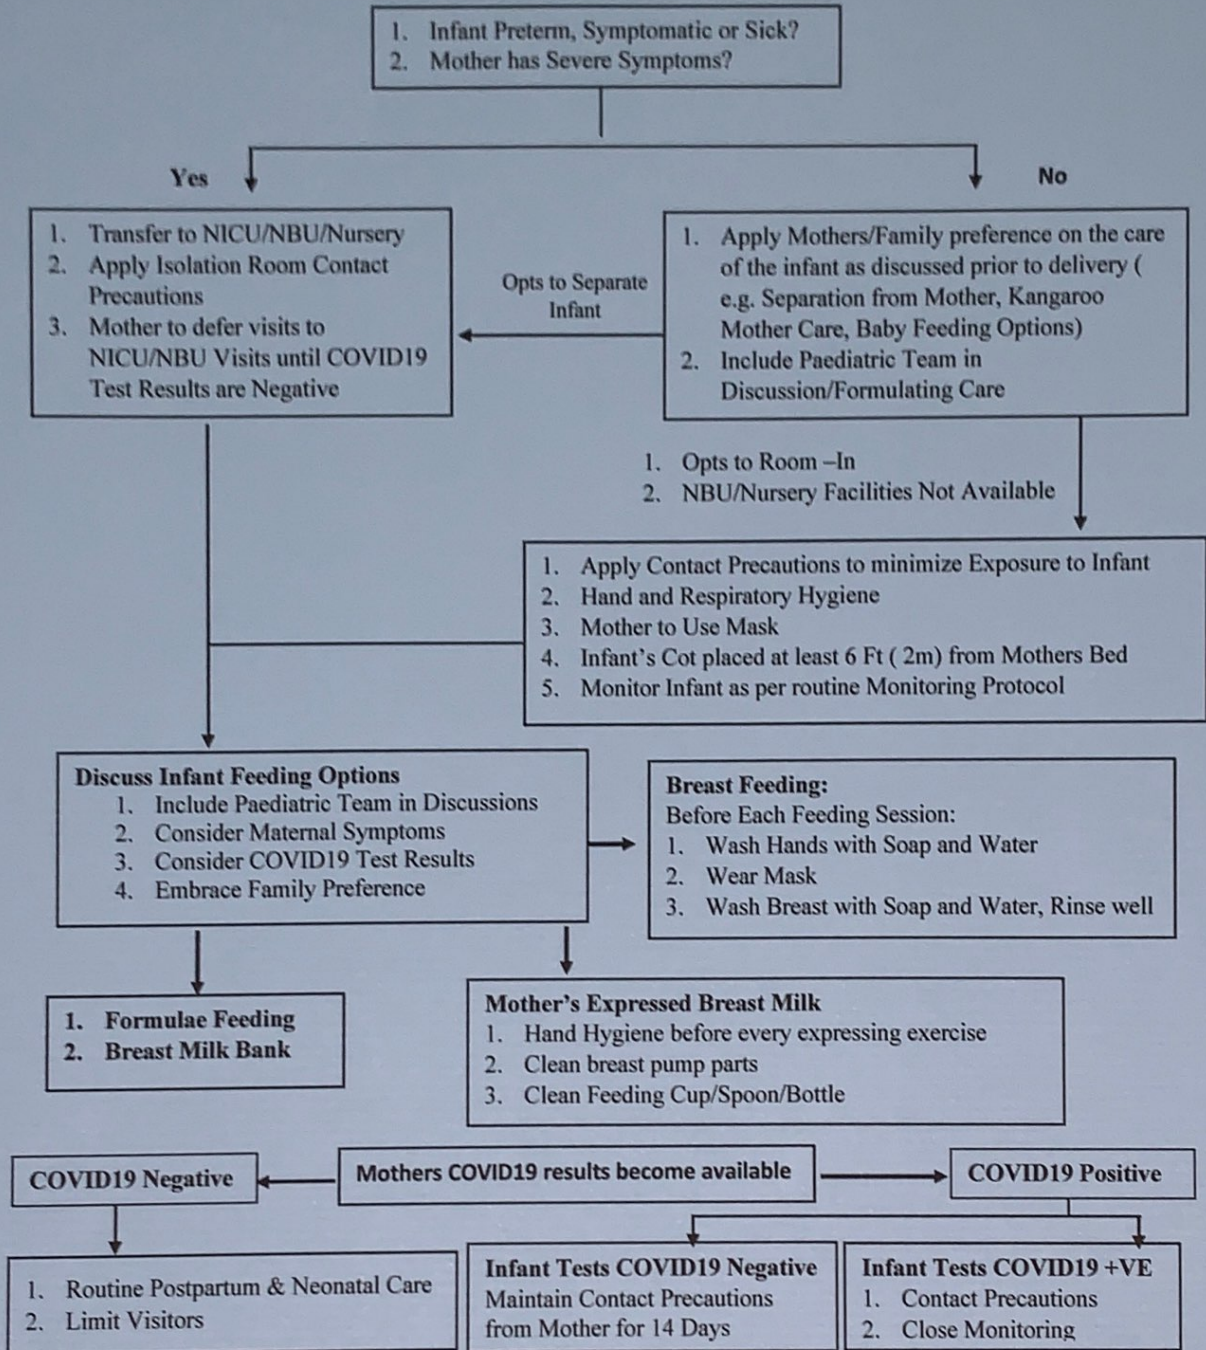 1. Infant Preterm, Symptomatic or Sick?
2. Mother has Severe Symptoms?
Yes
No
1. Transfer to NICU/NBU/Nursery
2. Apply Isolation Room Contact
Precautions
3. Mother to defer visits to
NICU/NBU Visits until COVID19
Test Results are Negative
Opts to Separate
Infant
1. Apply Mothers/Family preference on the care
of the infant as discussed prior to delivery (
e.g. Separation from Mother, Kangaroo
Mother Care, Baby Feeding Options)
2. Include Paediatric Team in
Discussion/Formulating Care
1. Opts to Room –In
2. NBU/Nursery Facilities Not Available
1. Apply Contact Precautions to minimize Exposure to Infant
2. Hand and Respiratory Hygiene
3. Mother to Use Mask
4. Infant's Cot placed at least 6 Ft ( 2m) from Mothers Bed
5. Monitor Infant as per routine Monitoring Protocol
Discuss Infant Feeding Options
1. Include Paediatric Team in Discussions
2. Consider Maternal Symptoms
3. Consider COVID19 Test Results
4. Embrace Family Preference
Breast Feeding:
Before Each Feeding Session:
1. Wash Hands with Soap and Water
2. Wear Mask
3. Wash Breast with Soap and Water, Rinse well
1. Formulae Feeding
2. Breast Milk Bank
Mother's Expressed Breast Milk
1. Hand Hygiene before every expressing exercise
2. Clean breast pump parts
3. Clean Feeding Cup/Spoon/Bottle
COVID19 Negative
Mothers COVID19 results become available
COVID19 Positive
1. Routine Postpartum & Neonatal Care
2. Limit Visitors
Infant Tests COVID19 Negative
Maintain Contact Precautions
from Mother for 14 Days
Infant Tests COVID19 +VE
1. Contact Precautions
2. Close Monitoring